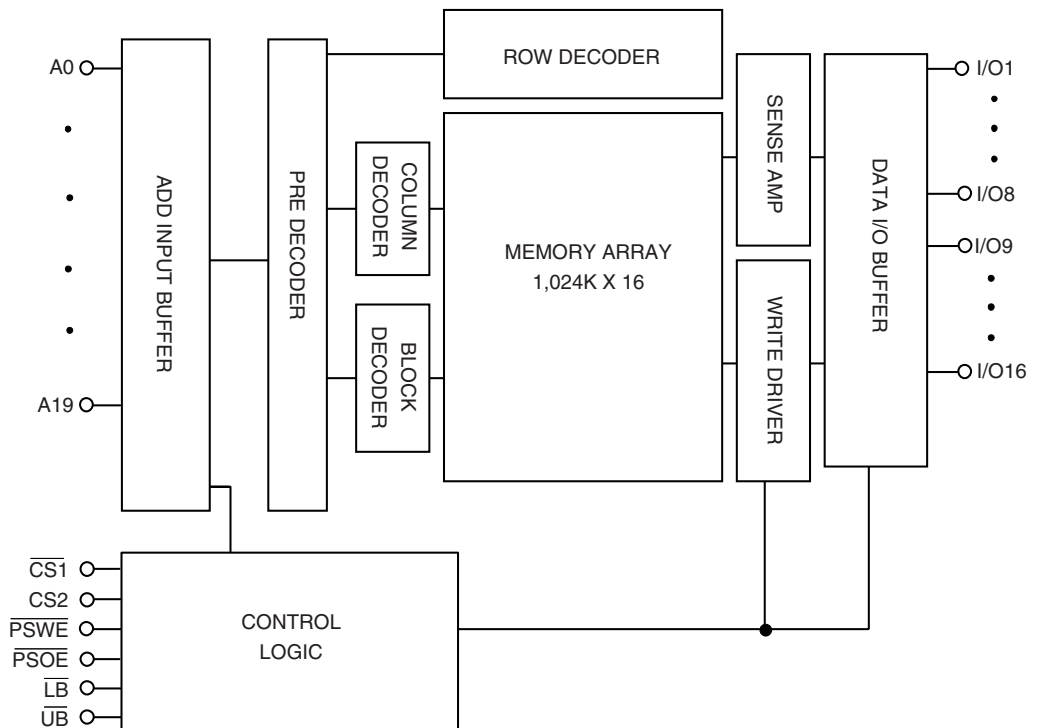 A0
A19
ADD INPUT BUFFER
PRE DECODER
ROW DECODER
COLUMN
DECODER
BLOCK
DECODER
MEMORY ARRAY
1,024K X 16
SENSE AMP
WRITE DRIVER
DATA I/O BUFFER
I/O1
I/O8
I/O9
I/O16
CS1
CS2
PSWE
PSOE
LB
UB
CONTROL
LOGIC